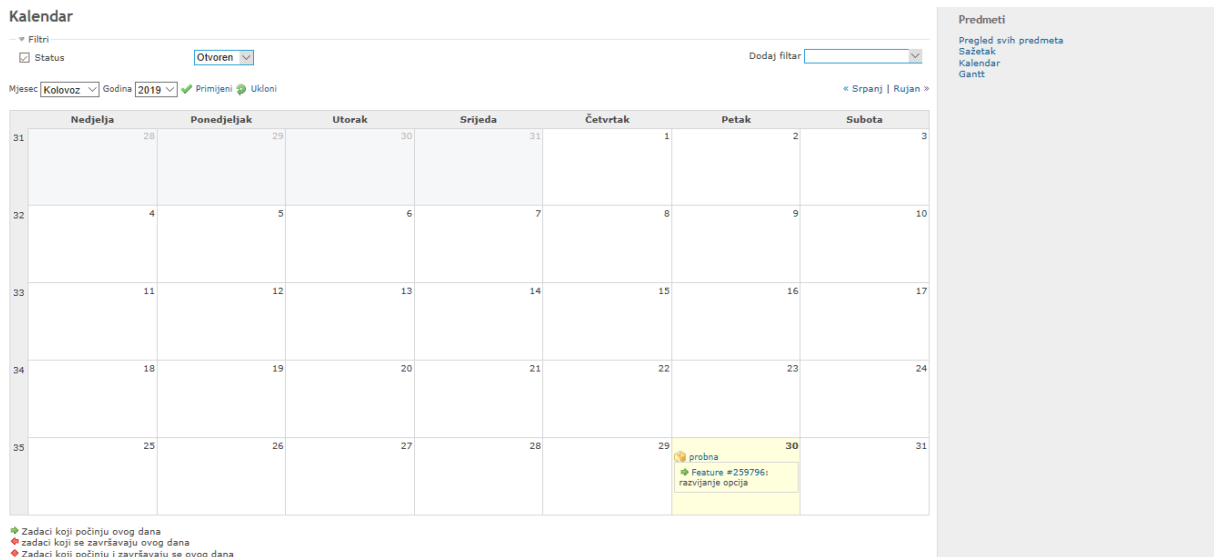 Kalendar
Filtri
Status Otvoren Dodaj filtar
Mjesec Kolovoz Godina 2019 Primijeni Ukloni « Srpanj | Rujan »
Nedjelja Ponedjeljak Utorak Srijeda Četvrtak Petak Subota
31 28 29 30 31 1 2 3
32 4 5 6 7 8 9 10
33 11 12 13 14 15 16 17
34 18 19 20 21 22 23 24
35 25 26 27 28 29 30 31
probna
Feature #259796:
razvijanje opcija
Zadaci koji počinju ovog dana
zadaci koji se završavaju ovog dana
Zadaci koji počinju i završavaju se ovog dana
Predmeti
Pregled svih predmeta
Sažetak
Kalendar
Gantt